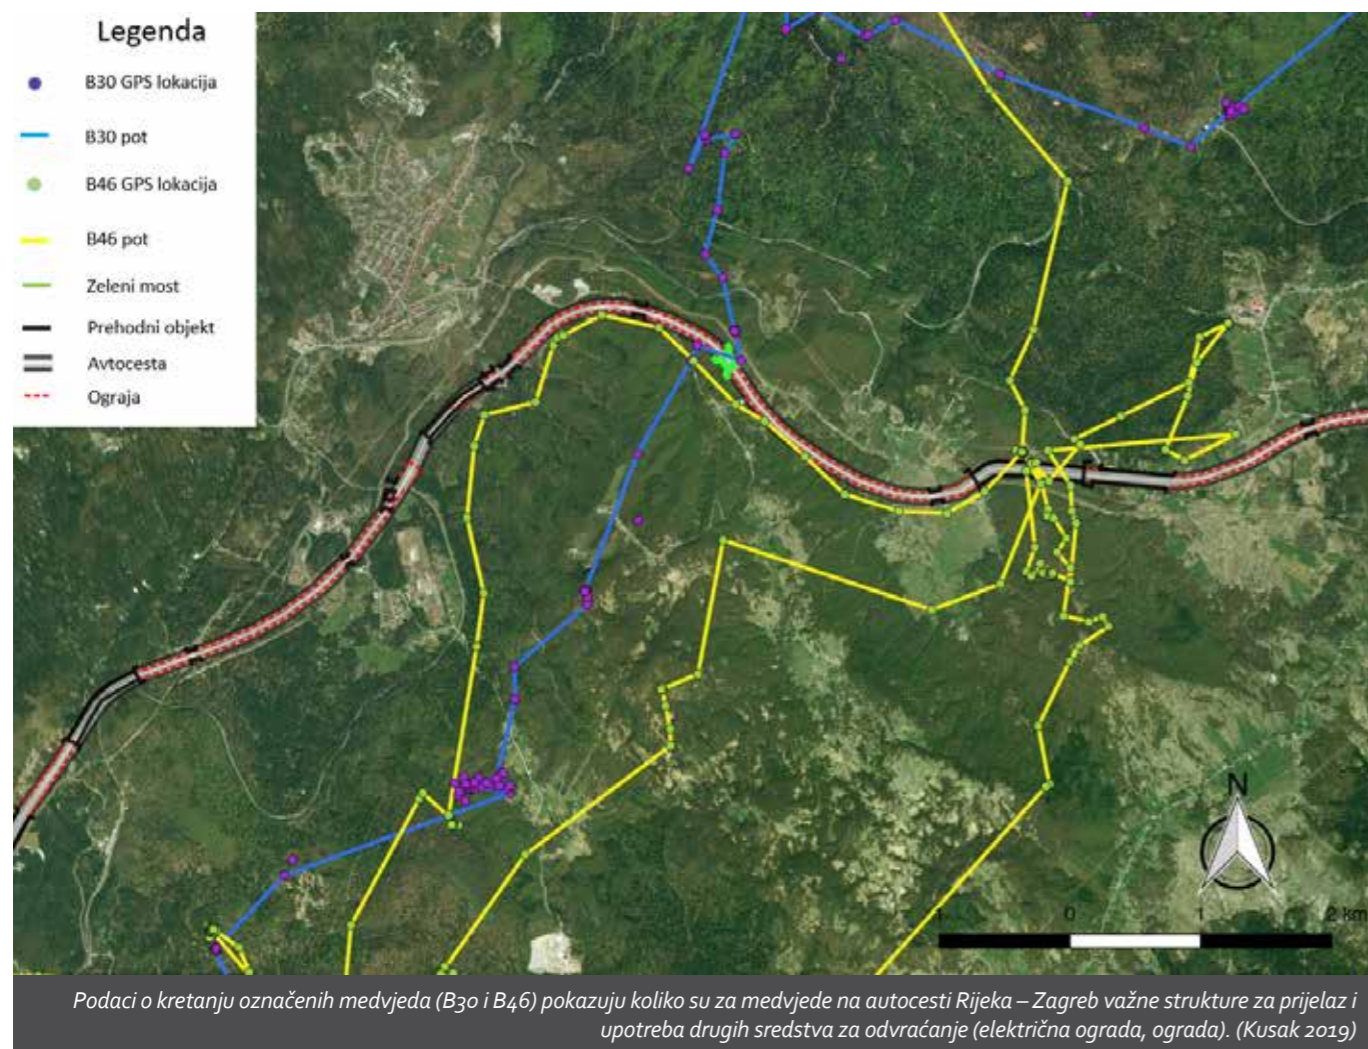 Legenda
B30 GPS lokacija
B30 pot
B46 GPS lokacija
B46 pot
Zeleni most
Prehodni objekt
Avtocesta
Ograja
N
1 0 1 2 km
Podaci o kretanju označenih medvjeda (B30 i B46) pokazuju koliko su za medvjede na autocesti Rijeka – Zagreb važne strukture za prijelaz i
upotreba drugih sredstva za odvraćanje (električna ograda, ograda). (Kusak 2019)